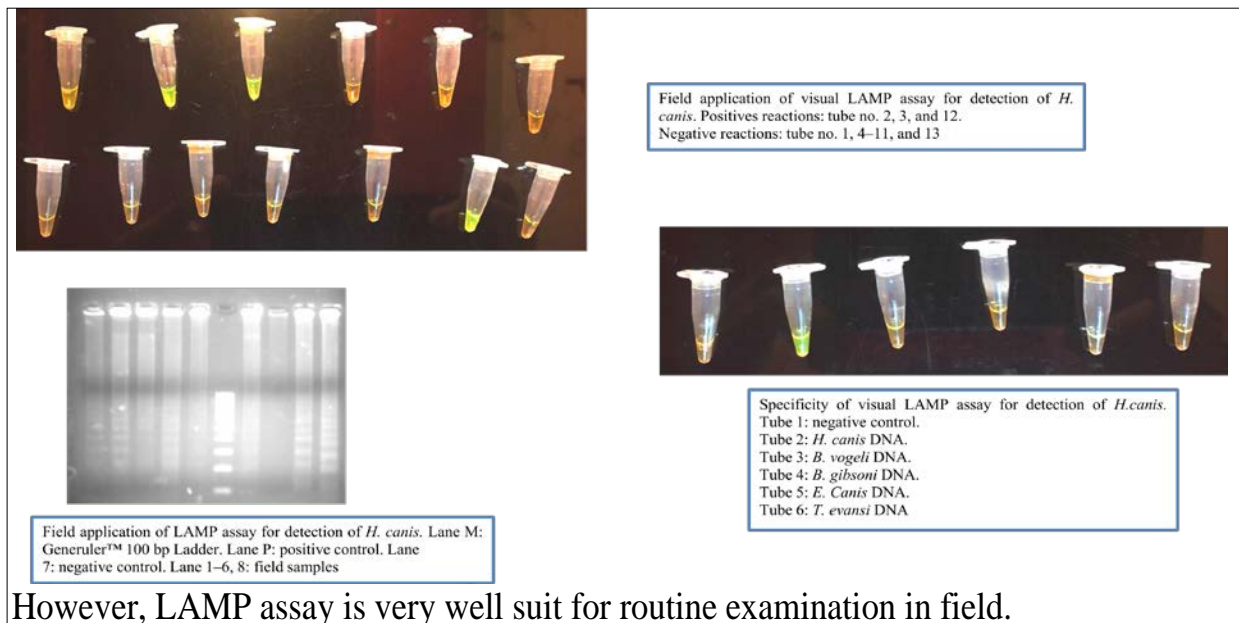 Field application of visual LAMP assay for detection of H.
canis. Positives reactions: tube no. 2, 3, and 12.
Negative reactions: tube no. 1, 4–11, and 13
Specificity of visual LAMP assay for detection of H.canis.
Tube 1: negative control.
Tube 2: H. canis DNA.
Tube 3: B. vogeli DNA.
Tube 4: B. gibsoni DNA.
Tube 5: E. Canis DNA.
Tube 6: T. evansi DNA
Field application of LAMP assay for detection of H. canis. Lane M:
Generuler™ 100 bp Ladder. Lane P: positive control. Lane
7: negative control. Lane 1–6, 8: field samples
However, LAMP assay is very well suit for routine examination in field.